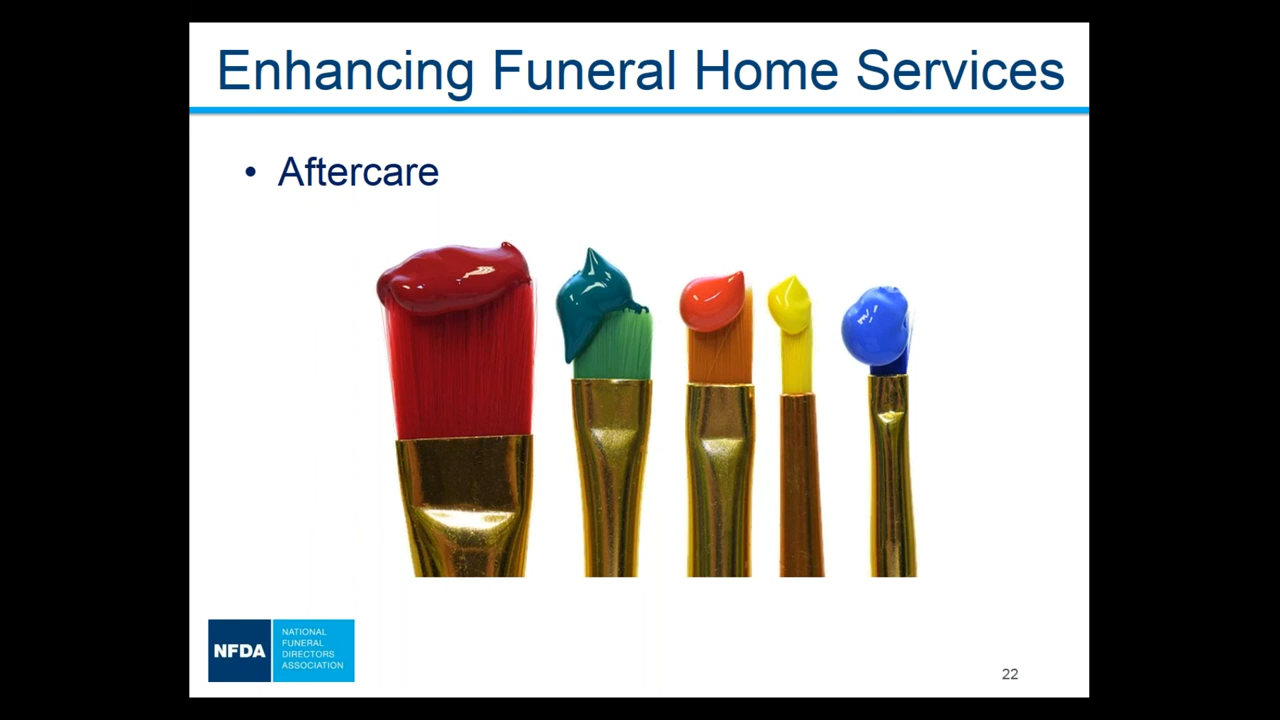 Enhancing Funeral Home Services
• Aftercare
NFDA
NATIONAL
FUNERAL
DIRECTORS
ASSOCIATION
22